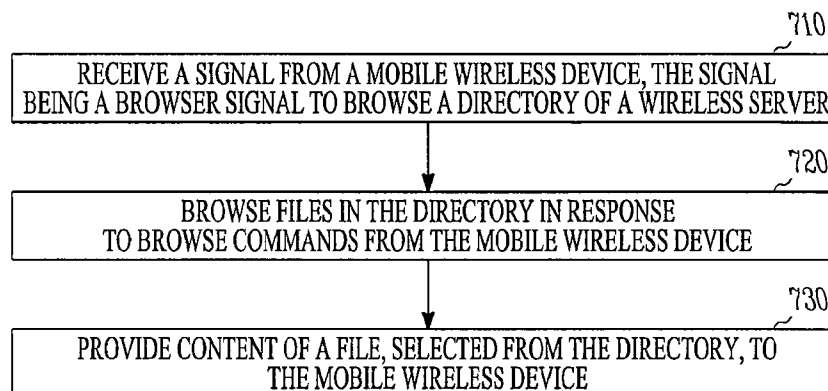 710
RECEIVE A SIGNAL FROM A MOBILE WIRELESS DEVICE, THE SIGNAL
BEING A BROWSER SIGNAL TO BROWSE A DIRECTORY OF A WIRELESS SERVER
720
BROWSE FILES IN THE DIRECTORY IN RESPONSE
TO BROWSE COMMANDS FROM THE MOBILE WIRELESS DEVICE
730
PROVIDE CONTENT OF A FILE, SELECTED FROM THE DIRECTORY, TO
THE MOBILE WIRELESS DEVICE